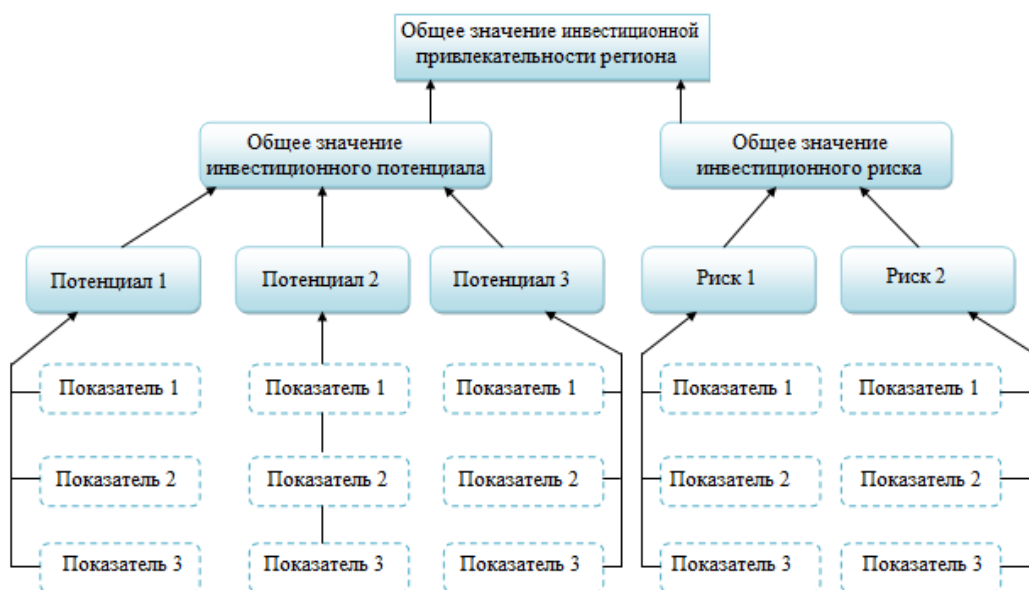 Общее значение инвестиционной
привлекательности региона
Общее значение
инвестиционного потенциала
Общее значение
инвестиционного риска
Потенциал 1
Потенциал 2
Потенциал 3
Риск 1
Риск 2
Показатель 1
Показатель 1
Показатель 1
Показатель 1
Показатель 1
Показатель 2
Показатель 2
Показатель 2
Показатель 2
Показатель 2
Показатель 3
Показатель 3
Показатель 3
Показатель 3
Показатель 3